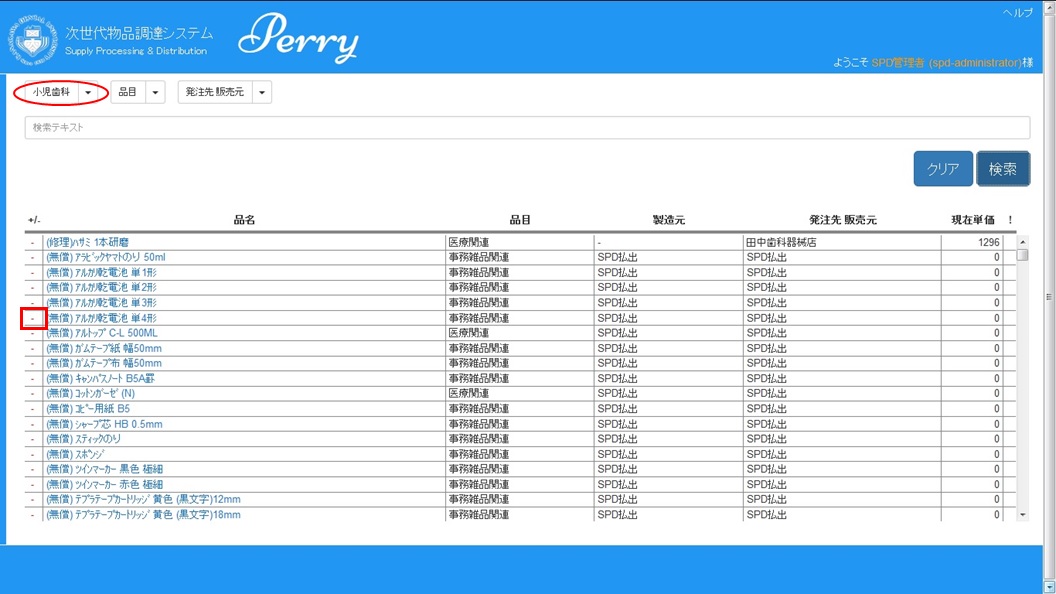 ヘルプ
次世代物品調達システム
Supply Processing & Distribution
Perry
ようこそ SPD管理者 (spd-administrator)様
小児歯科 品目 発注先 販売元
検索テキスト
クリア 検索
+/- 品名 品目 製造元 発注先 販売元 現在単価 !
- (修理)ﾊｻﾐ 1本研磨 医療関連 - 田中歯科器械店 1296
- (無償) ｱﾗﾋﾞｯｸﾔﾏﾄのり 50ml 事務雑品関連 SPD払出 SPD払出 0
- (無償) ｱﾙｶﾘ乾電池 単1形 事務雑品関連 SPD払出 SPD払出 0
- (無償) ｱﾙｶﾘ乾電池 単2形 事務雑品関連 SPD払出 SPD払出 0
- (無償) ｱﾙｶﾘ乾電池 単3形 事務雑品関連 SPD払出 SPD払出 0
- (無償) ｱﾙｶﾘ乾電池 単4形 事務雑品関連 SPD払出 SPD払出 0
- (無償) ｱﾙﾄｯﾌﾟ C-L 500ML 医療関連 SPD払出 SPD払出 0
- (無償) ｶﾞﾑﾃｰﾌﾟ紙 幅50mm 事務雑品関連 SPD払出 SPD払出 0
- (無償) ｶﾞﾑﾃｰﾌﾟ布 幅50mm 事務雑品関連 SPD払出 SPD払出 0
- (無償) ｷｬﾝﾊﾟｽﾉｰﾄ B5A罫 事務雑品関連 SPD払出 SPD払出 0
- (無償) ｺｯﾄﾝｶﾞｰｾﾞ (N) 医療関連 SPD払出 SPD払出 0
- (無償) ｺﾋﾟｰ用紙 B5 事務雑品関連 SPD払出 SPD払出 0
- (無償) ｼｬｰﾌﾟ芯 HB 0.5mm 事務雑品関連 SPD払出 SPD払出 0
- (無償) ｽﾃｨｯｸのり 事務雑品関連 SPD払出 SPD払出 0
- (無償) ｽﾎﾟﾝｼﾞ 事務雑品関連 SPD払出 SPD払出 0
- (無償) ﾂｲﾝﾏｰｶｰ 黒色 極細 事務雑品関連 SPD払出 SPD払出 0
- (無償) ﾂｲﾝﾏｰｶｰ 赤色 極細 事務雑品関連 SPD払出 SPD払出 0
- (無償) ﾃﾌﾟﾗﾃｰﾌﾟｶｰﾄﾘｯｼﾞ 黄色 (黒文字)12mm 事務雑品関連 SPD払出 SPD払出 0
- (無償) ﾃﾌﾟﾗﾃｰﾌﾟｶｰﾄﾘｯｼﾞ 黄色 (黒文字)18mm 事務雑品関連 SPD払出 SPD払出 0